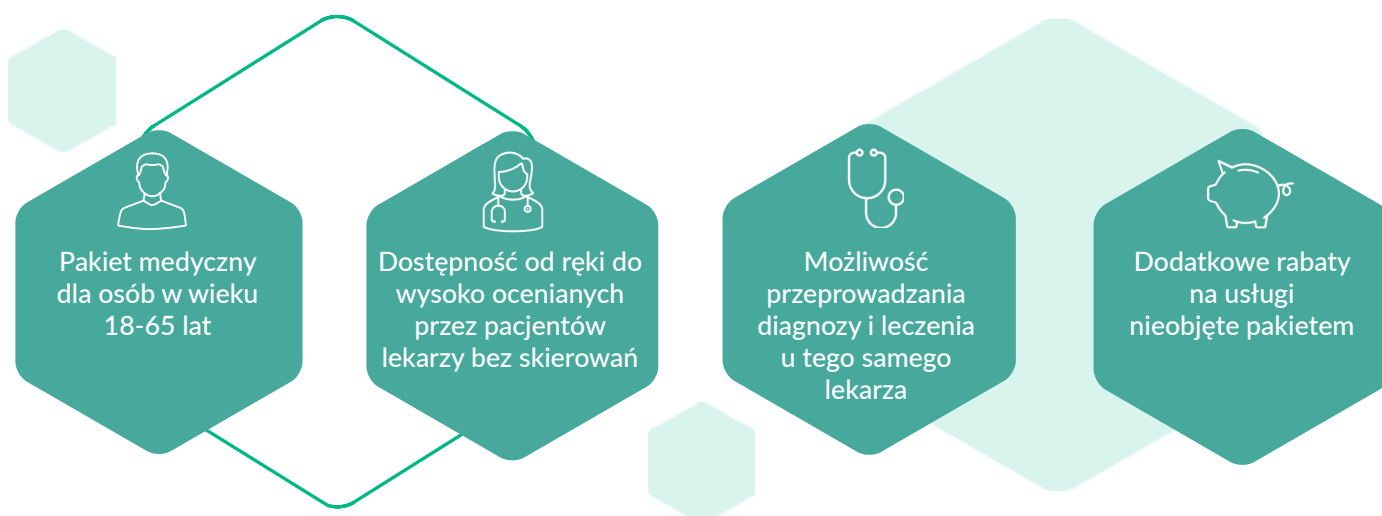 Pakiet medyczny
dla osób w wieku
18-65 lat
Dostępność od ręki do
wysoko ocenianych
przez pacjentów
lekarzy bez skierowań
Możliwość
przeprowadzania
diagnozy i leczenia
u tego samego
lekarza
Dodatkowe rabaty
na usługi
nieobjęte pakietem